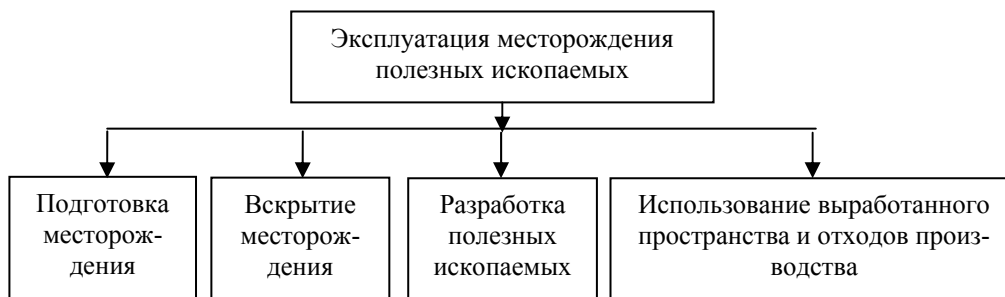 Эксплуатация месторождения
полезных ископаемых
Подготовка
месторож-
дения
Вскрытие
месторож-
дения
Разработка
полезных
ископаемых
Использование выработанного
пространства и отходов произ-
водства